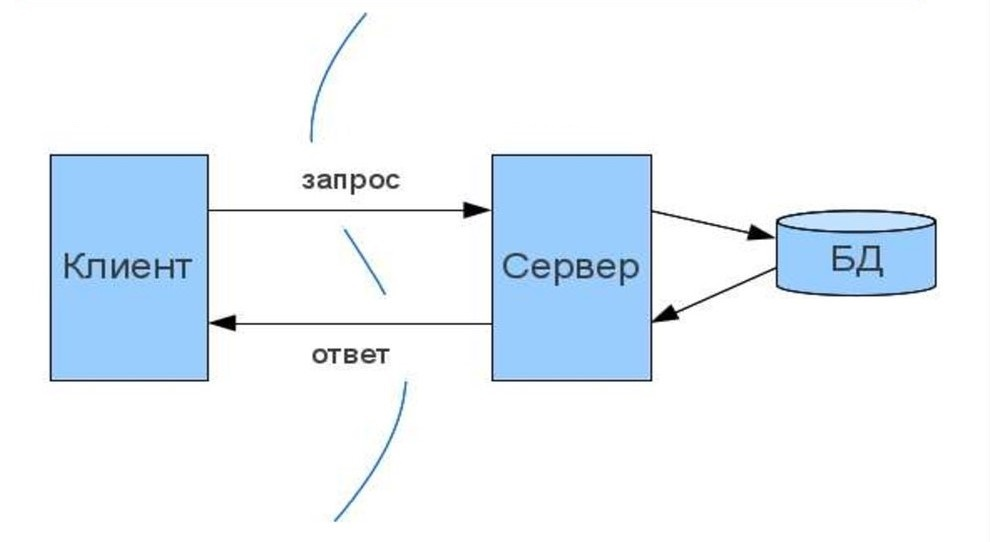 запрос
Клиент
Сервер
БД
ответ